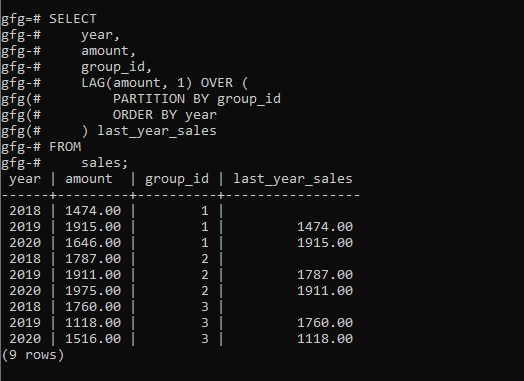 gfg=# SELECT
gfg-#     year,
gfg-#     amount,
gfg-#     group_id,
gfg-#     LAG(amount, 1) OVER (
gfg(#         PARTITION BY group_id
gfg(#         ORDER BY year
gfg(#     ) last_year_sales
gfg-# FROM
gfg-#     sales;
 year | amount  | group_id | last_year_sales
------+---------+----------+-----------------
 2018 | 1474.00 |        1 |
 2019 | 1915.00 |        1 |         1474.00
 2020 | 1646.00 |        1 |         1915.00
 2018 | 1787.00 |        2 |
 2019 | 1911.00 |        2 |         1787.00
 2020 | 1975.00 |        2 |         1911.00
 2018 | 1760.00 |        3 |
 2019 | 1118.00 |        3 |         1760.00
 2020 | 1516.00 |        3 |         1118.00
(9 rows)